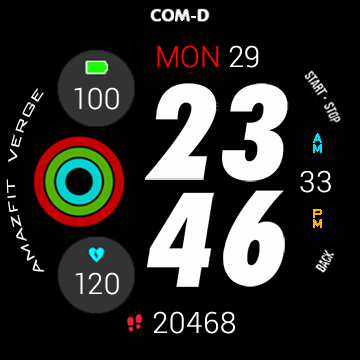 COM-D
MON 29
START • STOP
100
23
AMAZFIT VERGE
AM
33
PM
46
120
BACK
20468